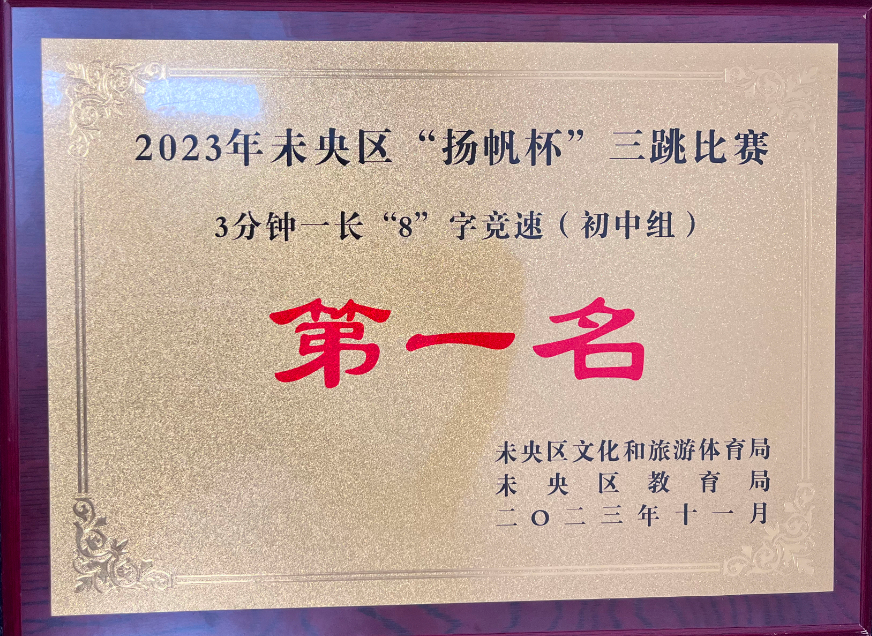 2023年未央区“扬帆杯”三跳比赛
3分钟一长“8”字竞速（初中组）
第一名
未央区文化和旅游体育局
未央区教育局
二〇二三年十一月